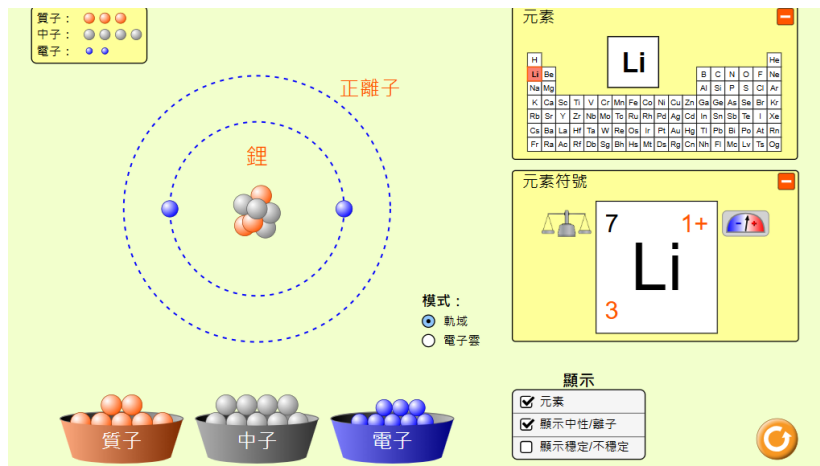 質子：
中子：
電子：
正離子
鋰
模式：
軌域
電子雲
質子
中子
電子
元素
Li
H He
Li Be B C N O F Ne
Na Mg Al Si P S Cl Ar
K Ca Sc Ti V Cr Mn Fe Co Ni Cu Zn Ga Ge As Se Br Kr
Rb Sr Y Zr Nb Mo Tc Ru Rh Pd Ag Cd In Sn Sb Te I Xe
Cs Ba La Hf Ta W Re Os Ir Pt Au Hg Tl Pb Bi Po At Rn
Fr Ra Ac Rf Db Sg Bh Hs Mt Ds Rg Cn Nh Fl Mc Lv Ts Og
元素符號
7 1+
Li
3
- +
顯示
元素
顯示中性/離子
顯示穩定/不穩定